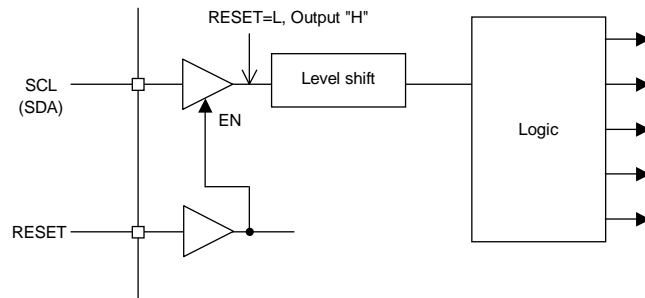 RESET=L, Output "H"
SCL
(SDA)
Level shift
EN
Logic
RESET